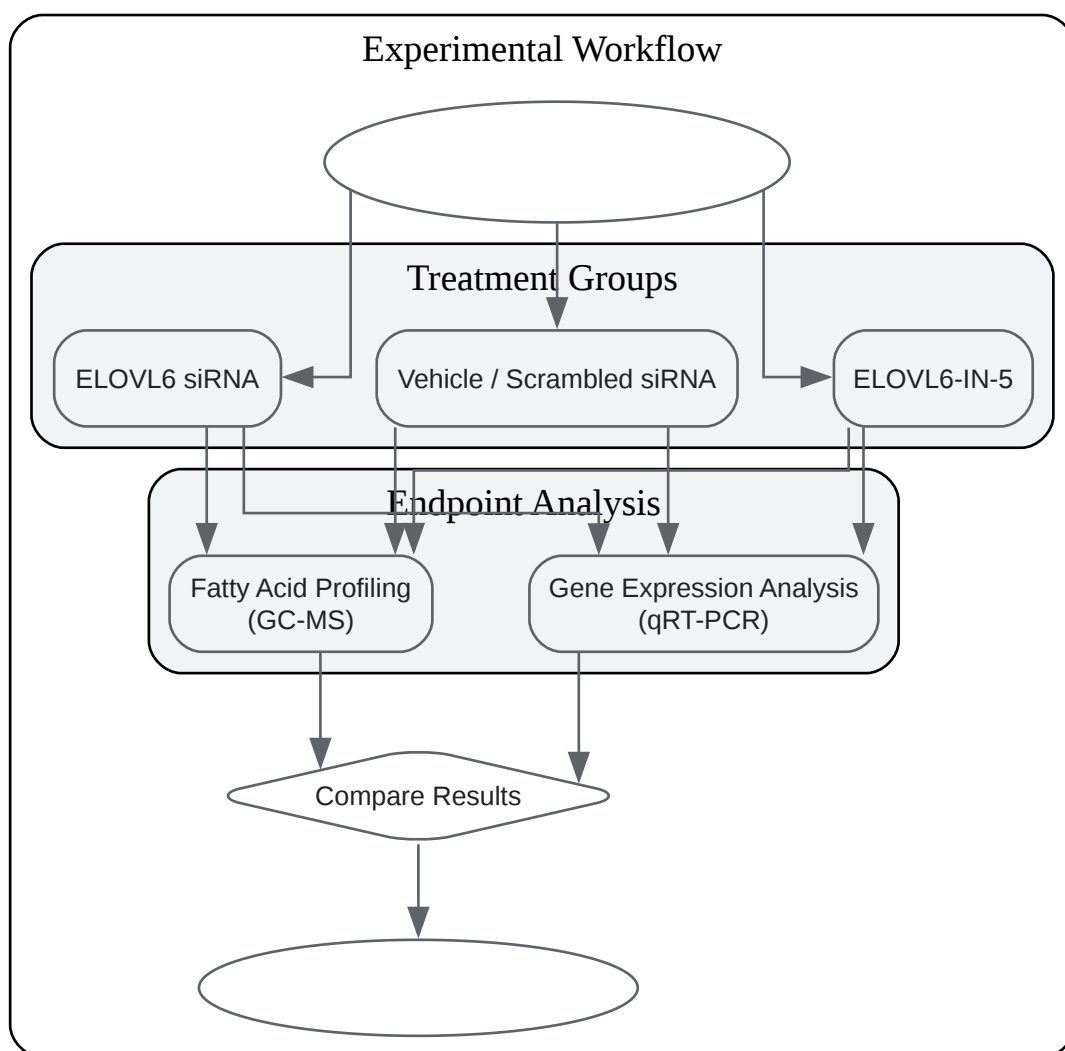 Experimental Workflow
Treatment Groups
ELOVL6 siRNA
Vehicle / Scrambled siRNA
ELOVL6-IN-5
Endpoint Analysis
Fatty Acid Profiling
(GC-MS)
Gene Expression Analysis
(qRT-PCR)
Compare Results